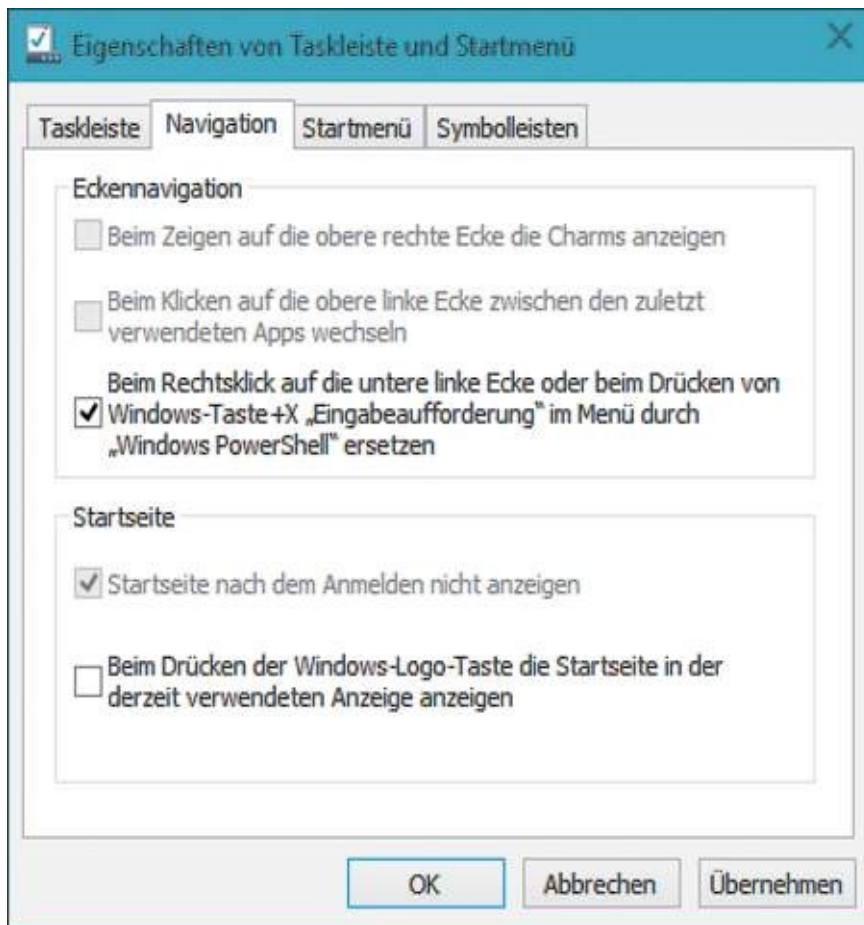 Eigenschaften von Taskleiste und Startmenü
Taskleiste Navigation Startmenü Symbolleisten
Eckennavigation
Beim Zeigen auf die obere rechte Ecke die Charms anzeigen
Beim Klicken auf die obere linke Ecke zwischen den zuletzt
verwendeten Apps wechseln
Beim Rechtsklick auf die untere linke Ecke oder beim Drücken von
Windows-Taste+X „Eingabeaufforderung“ im Menü durch
„Windows PowerShell“ ersetzen
Startseite
Startseite nach dem Anmelden nicht anzeigen
Beim Drücken der Windows-Logo-Taste die Startseite in der
derzeit verwendeten Anzeige anzeigen
OK Abbrechen Übernehmen